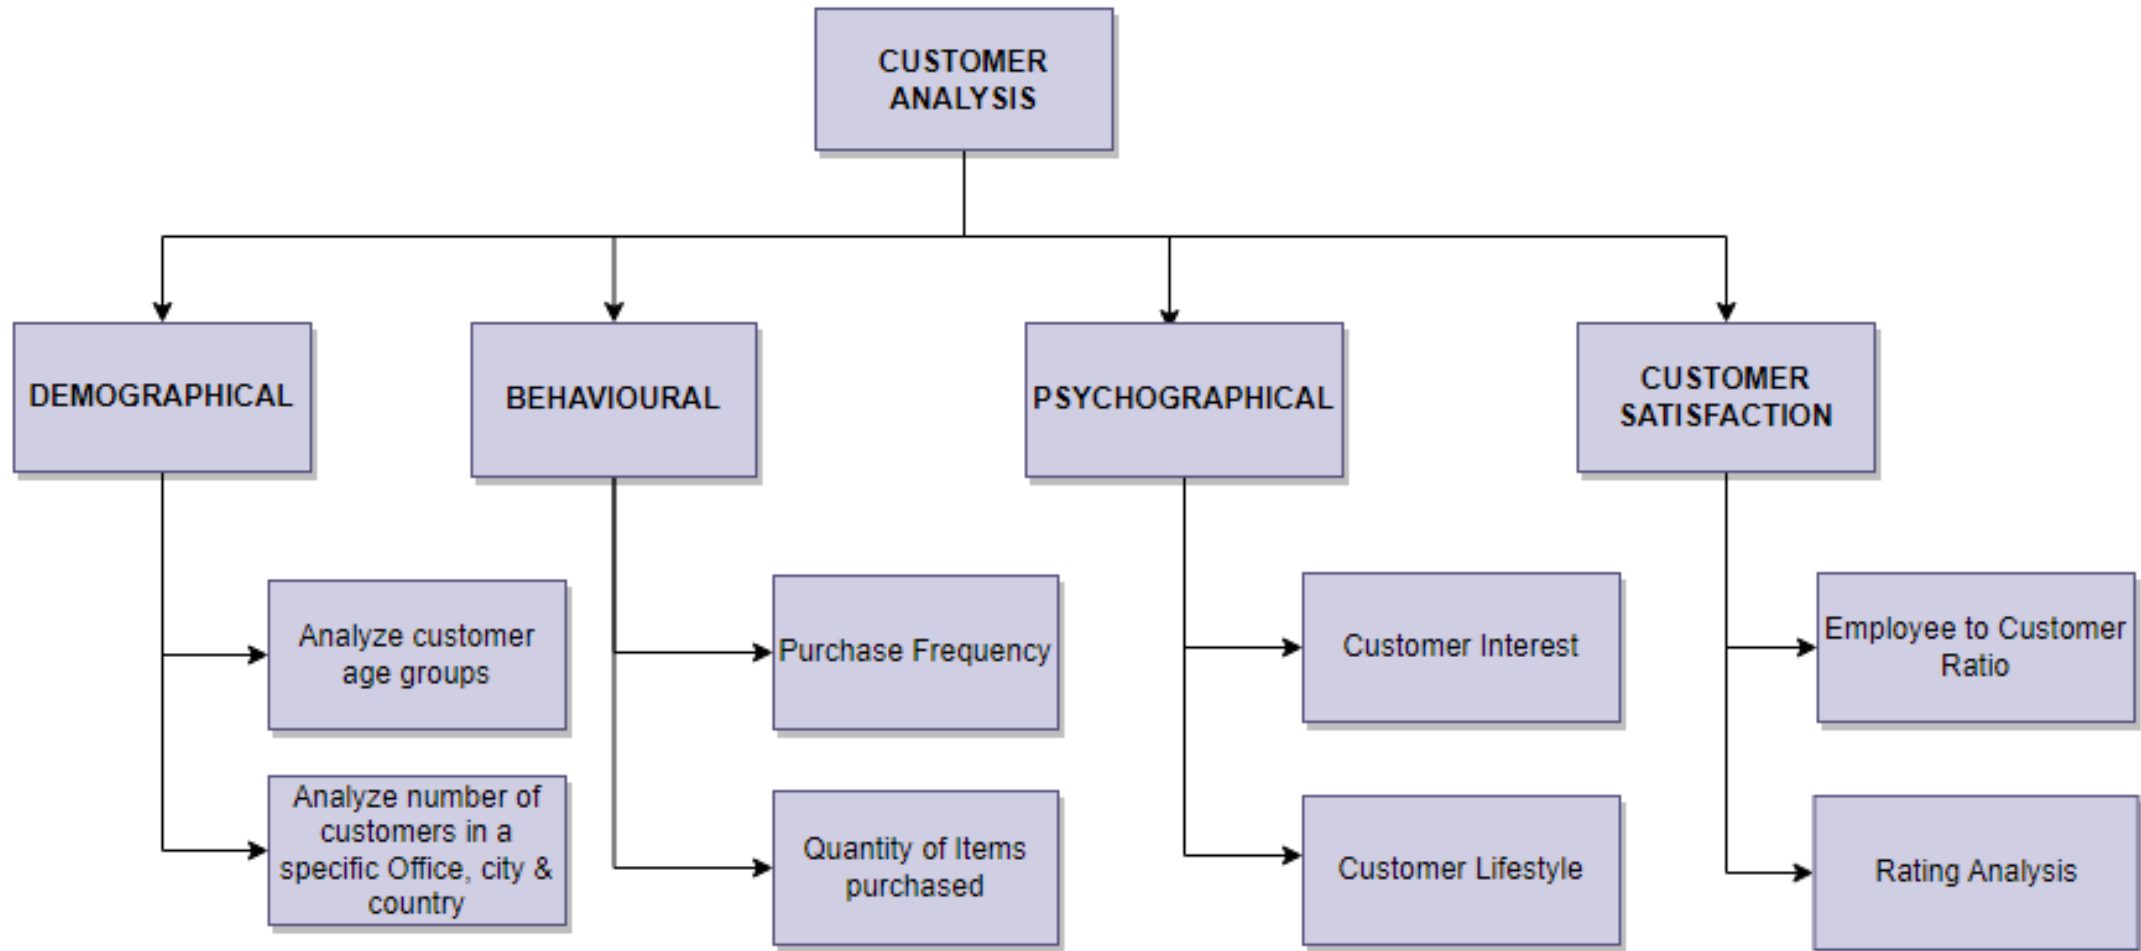 CUSTOMER
ANALYSIS
DEMOGRAPHICAL
BEHAVIOURAL
PSYCHOGRAPHICAL
CUSTOMER
SATISFACTION
Analyze customer
age groups
Purchase Frequency
Customer Interest
Employee to Customer
Ratio
Analyze number of
customers in a
specific Office, city &
country
Quantity of Items
purchased
Customer Lifestyle
Rating Analysis